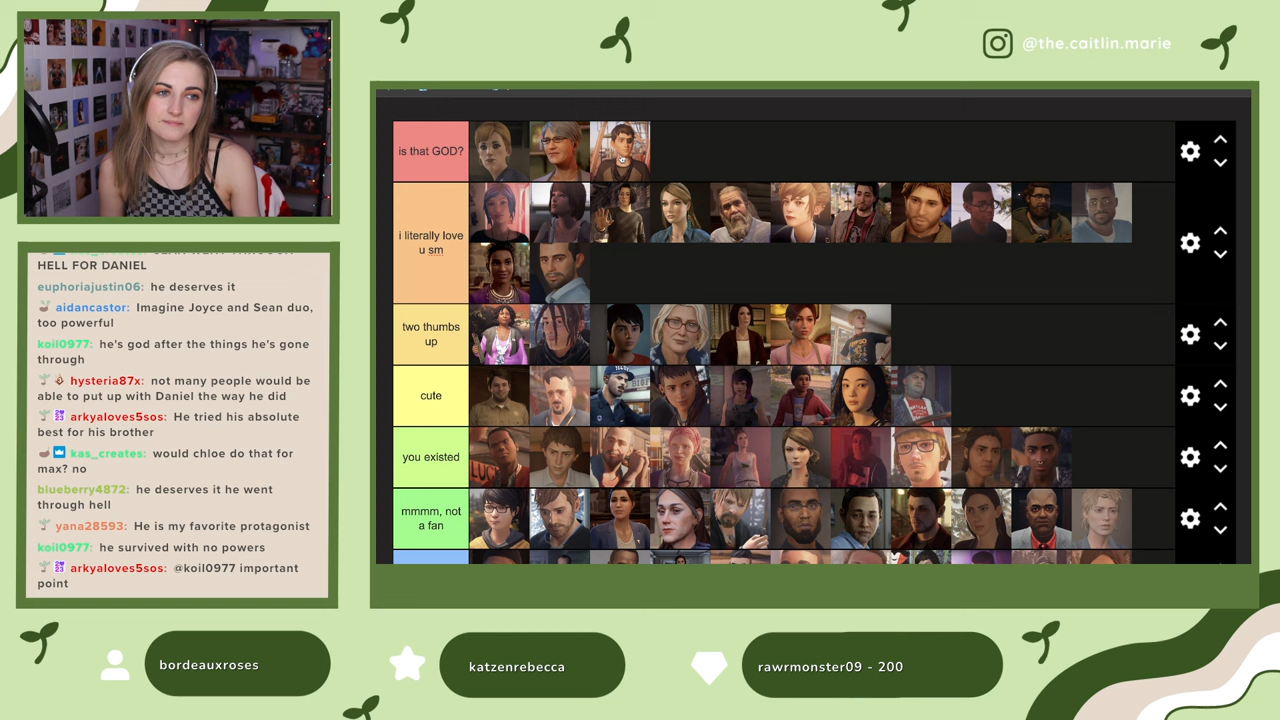 @the.caitlin.marie
HELL FOR DANIEL
euphoriajustin06: he deserves it
aidancastor: Imagine Joyce and Sean duo,
too powerful
koil0977: he's god after the things he's gone
through
hysteria87x: not many people would be
able to put up with Daniel the way he did
arkyaloves5sos: He tried his absolute
best for his brother
kas_creates: would chloe do that for
max? no
blueberry4872: he deserves it he went
through hell
yana28593: He is my favorite protagonist
koil0977: he survived with no powers
arkyaloves5sos: @koil0977 important
point
is that GOD?
i literally love
u sm
two thumbs
up
cute
you existed
mmmm, not
a fan
bordeauxroses
katzenrebecca
rawrmonster09 - 200